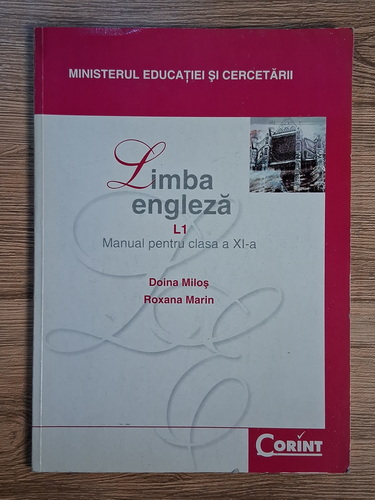 MINISTERUL EDUCAȚIEI ȘI CERCETĂRII
Limba
engleză
L1
Manual pentru clasa a XI-a
Doina Miloș
Roxana Marin
CORINT